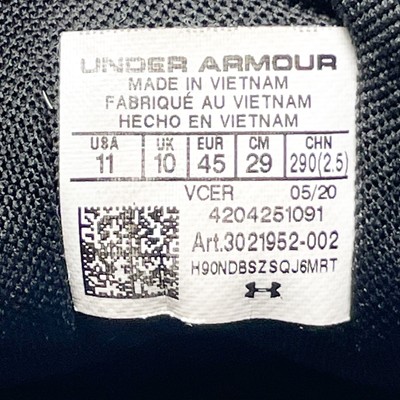 UNDER ARMOUR
MADE IN VIETNAM
FABRIQUÉ AU VIETNAM
HECHO EN VIETNAM
USA UK EUR CM CHN
11 10 45 29 290(2.5)
VCER 05/20
4204251091
Art.3021952-002
H90NDBSZSQJ6MRT